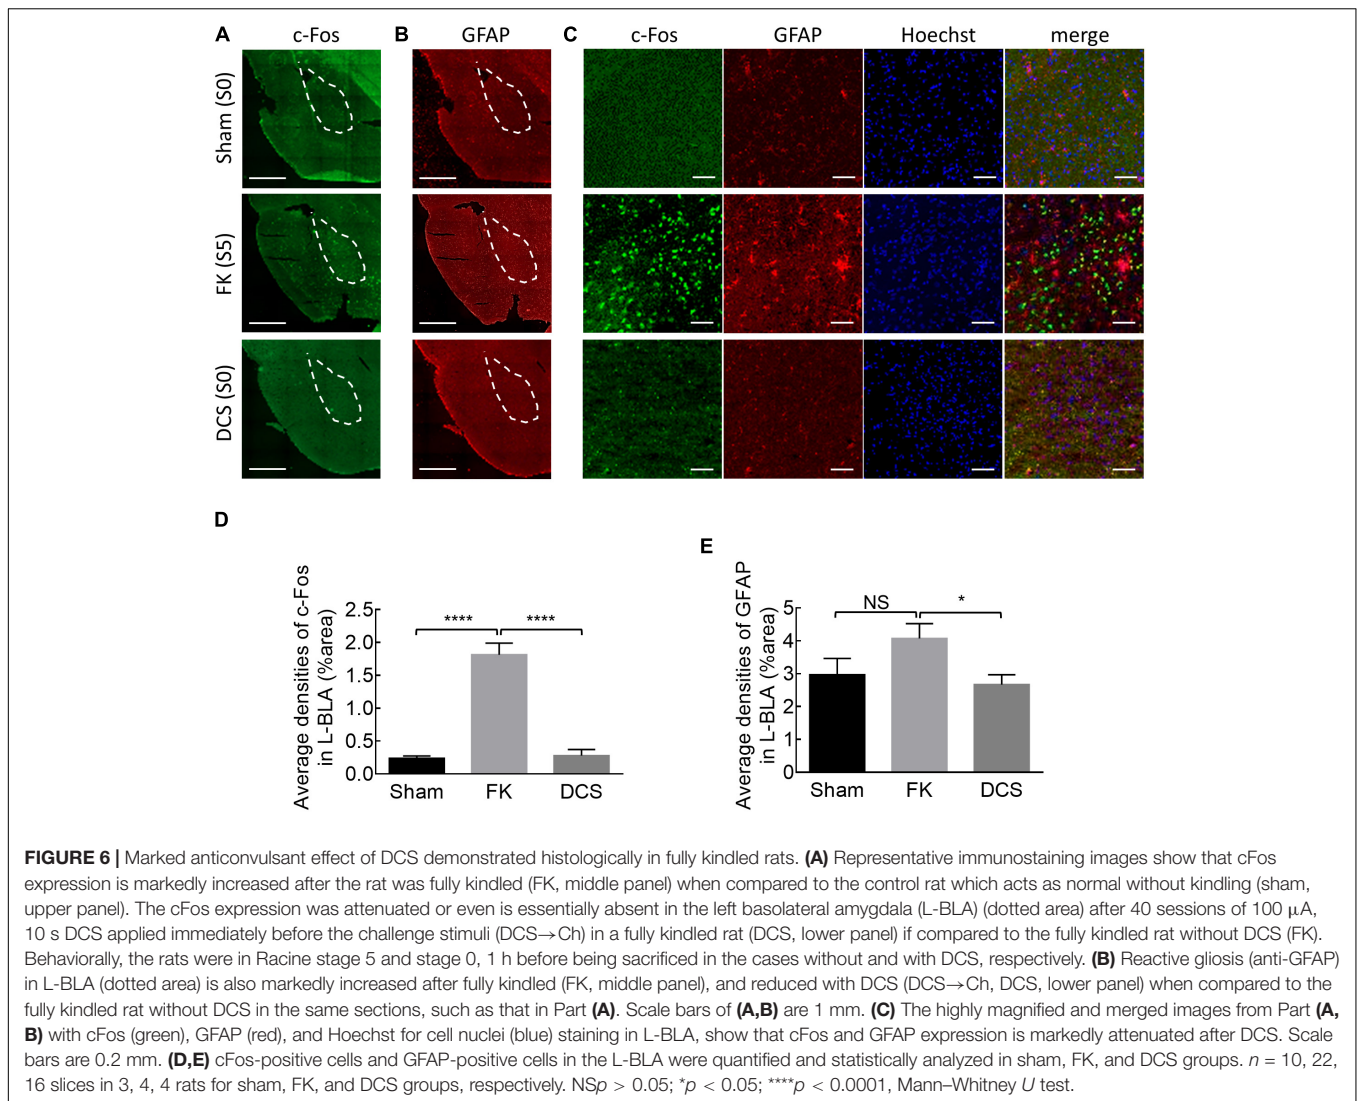 A c-Fos B GFAP C c-Fos GFAP Hoechst merge
Sham (S0)
FK (S5)
DCS (S0)
D
Average densities of c-Fos
in L-BLA (%area)
2.5
2.0
1.5
1.0
0.5
0.0
**** ****
Sham FK DCS
E
Average densities of GFAP
in L-BLA (%area)
5
4
3
2
1
0
NS *
Sham FK DCS
FIGURE 6 | Marked anticonvulsant effect of DCS demonstrated histologically in fully kindled rats. (A) Representative immunostaining images show that cFos
expression is markedly increased after the rat was fully kindled (FK, middle panel) when compared to the control rat which acts as normal without kindling (sham,
upper panel). The cFos expression was attenuated or even is essentially absent in the left basolateral amygdala (L-BLA) (dotted area) after 40 sessions of 100 μA,
10 s DCS applied immediately before the challenge stimuli (DCS→Ch) in a fully kindled rat (DCS, lower panel) if compared to the fully kindled rat without DCS (FK).
Behaviorally, the rats were in Racine stage 5 and stage 0, 1 h before being sacrificed in the cases without and with DCS, respectively. (B) Reactive gliosis (anti-GFAP)
in L-BLA (dotted area) is also markedly increased after fully kindled (FK, middle panel), and reduced with DCS (DCS→Ch, DCS, lower panel) when compared to the
fully kindled rat without DCS in the same sections, such as that in Part (A). Scale bars of (A,B) are 1 mm. (C) The highly magnified and merged images from Part (A,
B) with cFos (green), GFAP (red), and Hoechst for cell nuclei (blue) staining in L-BLA, show that cFos and GFAP expression is markedly attenuated after DCS. Scale
bars are 0.2 mm. (D,E) cFos-positive cells and GFAP-positive cells in the L-BLA were quantified and statistically analyzed in sham, FK, and DCS groups. n = 10, 22,
16 slices in 3, 4, 4 rats for sham, FK, and DCS groups, respectively. NSp > 0.05; *p < 0.05; ****p < 0.0001, Mann–Whitney U test.